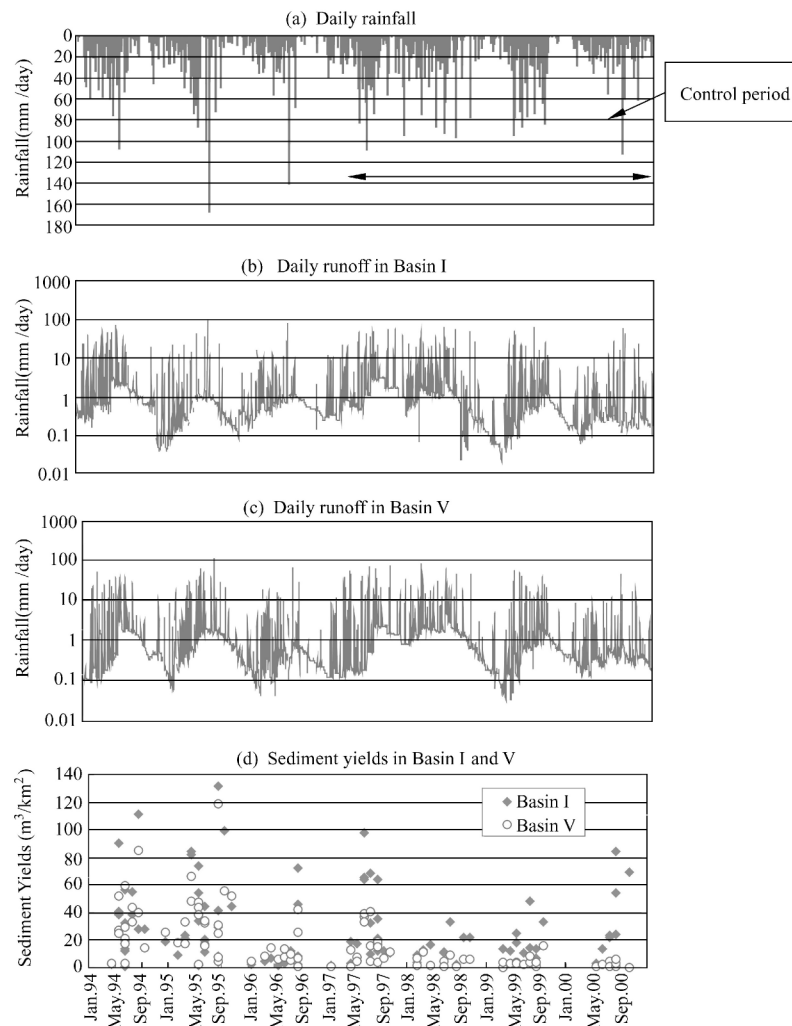 (a) Daily rainfall
0
20
40
60
80
100
120
140
160
180
Rainfall(mm /day)
Control period
(b) Daily runoff in Basin I
1000
100
10
1
0.1
0.01
Rainfall(mm /day)
(c) Daily runoff in Basin V
1000
100
10
1
0.1
0.01
Rainfall(mm /day)
(d) Sediment yields in Basin I and V
140
120
100
80
60
40
20
0
Sediment Yields (m³/km²)
Basin I
Basin V
Jan.94
May.94
Sep.94
Jan.95
May.95
Sep.95
Jan.96
May.96
Sep.96
Jan.97
May.97
Sep.97
Jan.98
May.98
Sep.98
Jan.99
May.99
Sep.99
Jan.00
May.00
Sep.00